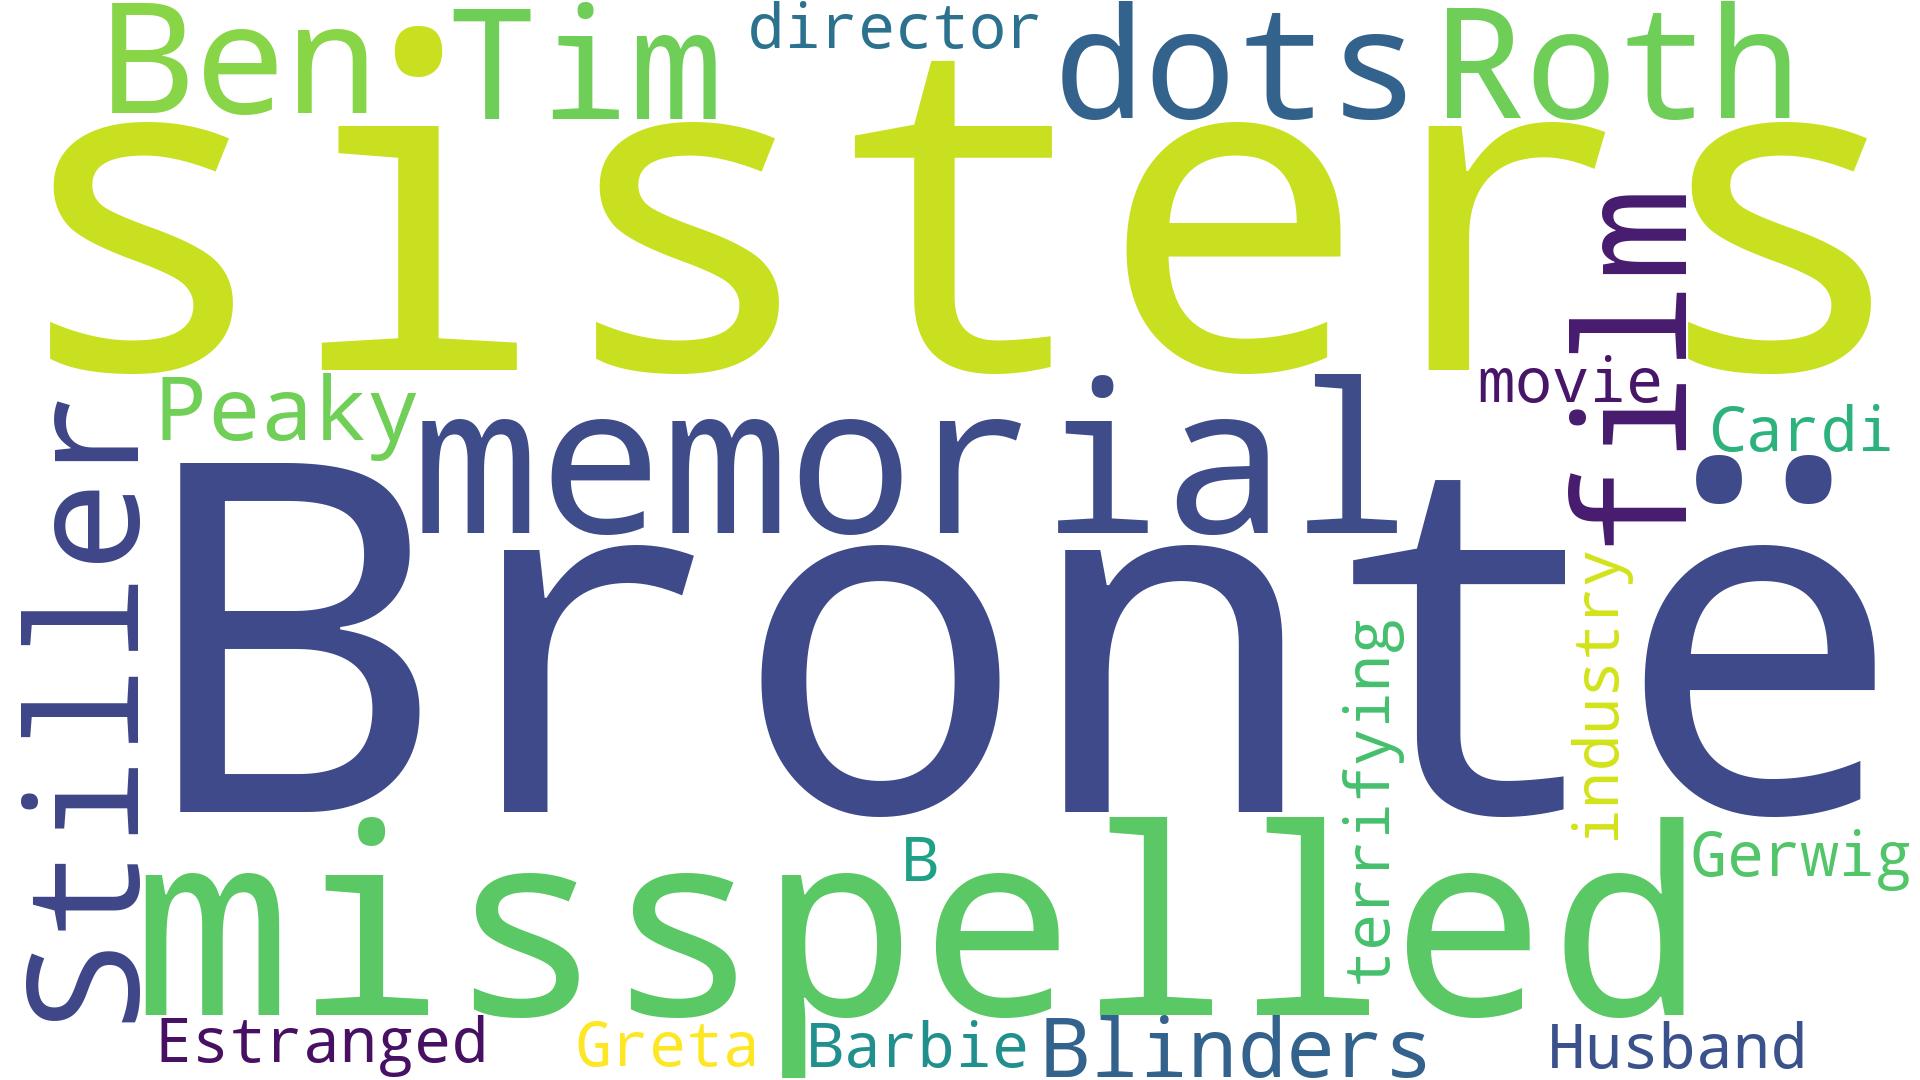 Ben
Tim
director
dots
Roth
sisters
film
movie
Peaky
memorial
Cardi
Stiller
Brontë
industry
terrifying
misspelled
B
Gerwig
Estranged
Greta
Barbie
Blinders
Husband